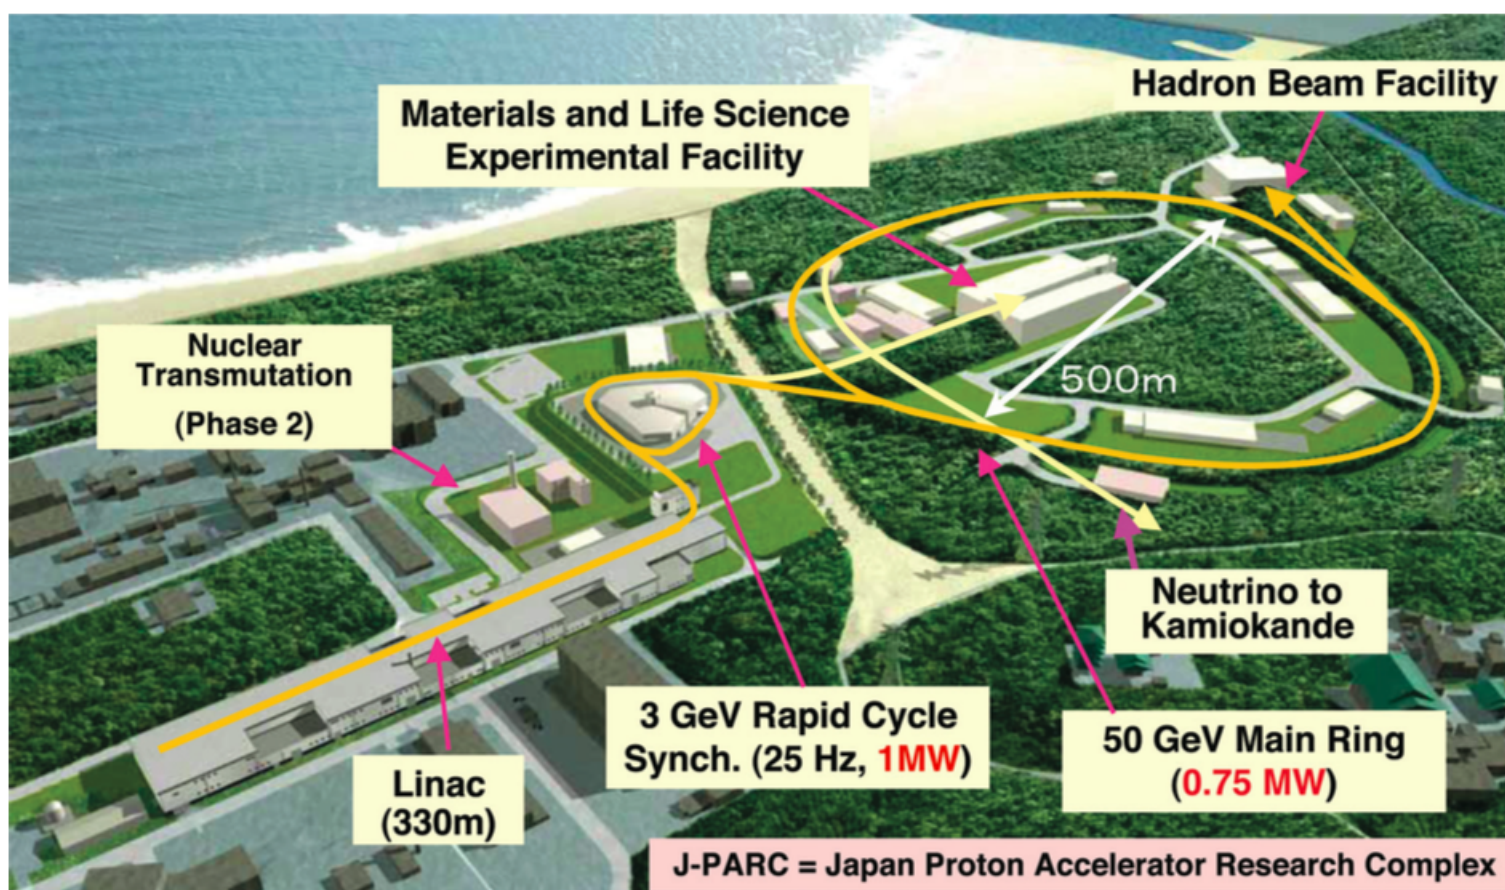 Hadron Beam Facility
Materials and Life Science
Experimental Facility
Nuclear
Transmutation
(Phase 2)
500m
Neutrino to
Kamiokande
3 GeV Rapid Cycle
Synch. (25 Hz, 1MW)
50 GeV Main Ring
(0.75 MW)
Linac
(330m)
J-PARC = Japan Proton Accelerator Research Complex